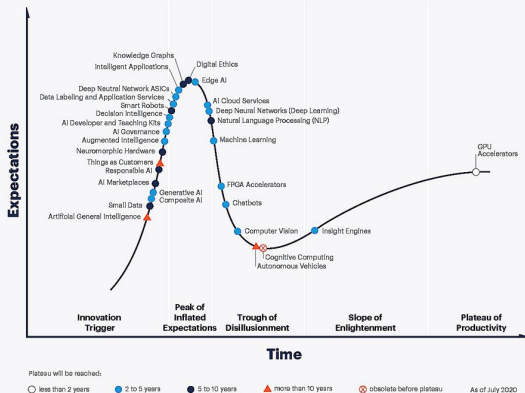 Knowledge Graphs
Digital Ethics
Intelligent Applications
Edge AI
Deep Neutral Network ASICs
Data Labeling and Application Services
AI Cloud Services
Smart Robots
Deep Neural Networks (Deep Learning)
Decision Intelligence
Natural Language Processing (NLP)
AI Developer and Teaching Kits
AI Governance
Augmented Intelligence
Machine Learning
Neuromorphic Hardware
GPU
Accelerators
Things as Customers
Responsible AI
AI Marketplaces
FPGA Accelerators
Generative AI
Composite AI
Small Data
Chatbots
Artificial General Intelligence
Computer Vision
Insight Engines
Cognitive Computing
Autonomous Vehicles
Expectations
Innovation
Trigger
Peak of
Inflated
Expectations
Trough of
Disillusionment
Slope of
Enlightenment
Plateau of
Productivity
Time
Plateau will be reached:
less than 2 years
2 to 5 years
5 to 10 years
more than 10 years
obsolete before plateau
As of July 2020